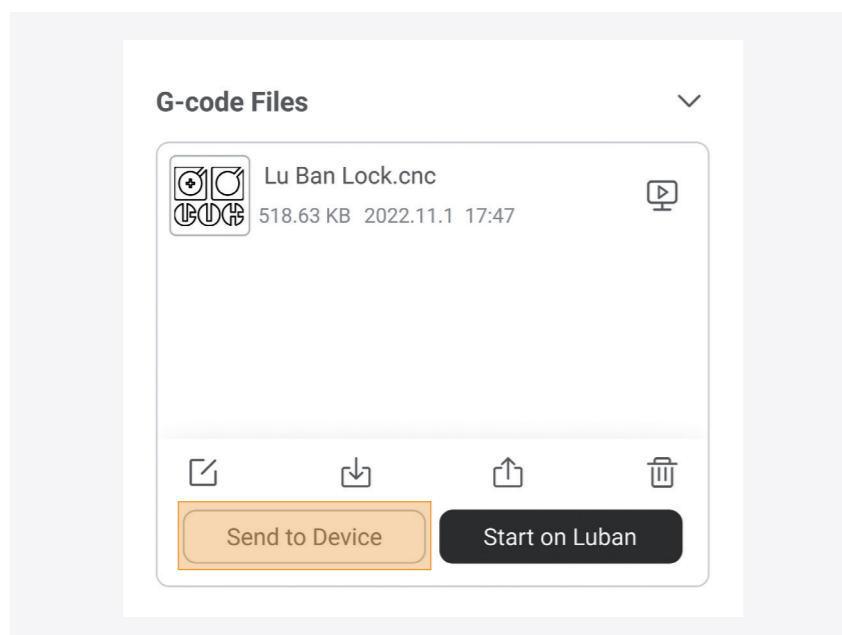 G-code Files
Lu Ban Lock.cnc
518.63 KB 2022.11.1 17:47
Send to Device
Start on Luban